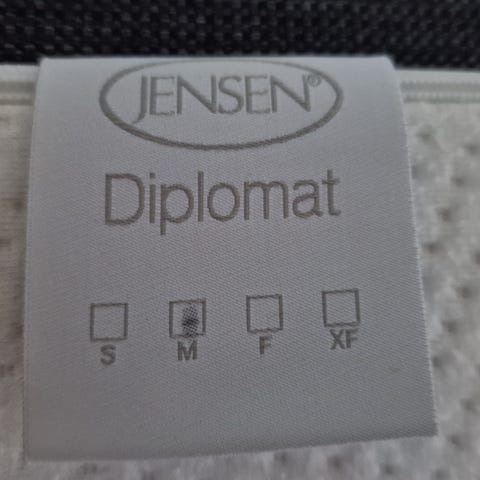 JENSEN®
Diplomat
S M F XF